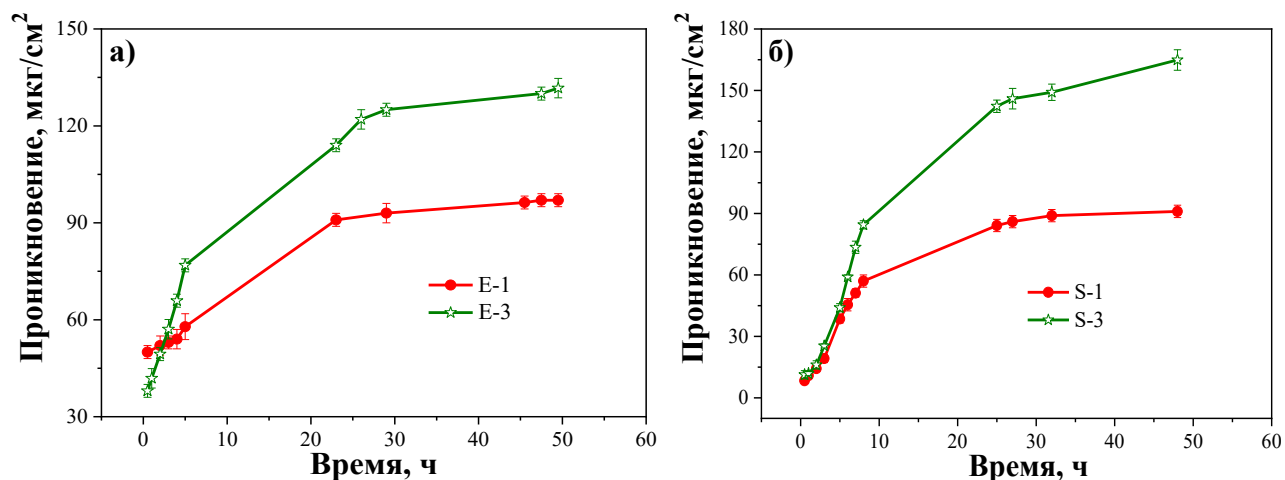 а)
Проникновение, мкг/см²
150
120
90
60
30
E-1
E-3
0 10 20 30 40 50 60
Время, ч
б)
Проникновение, мкг/см²
180
150
120
90
60
30
0
S-1
S-3
0 10 20 30 40 50 60
Время, ч